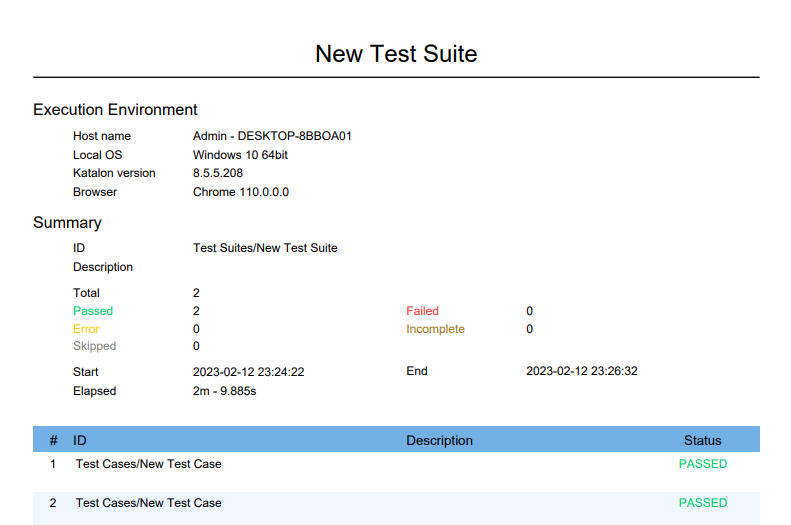 New Test Suite
Execution Environment
Host name Admin - DESKTOP-8BBOA01
Local OS Windows 10 64bit
Katalon version 8.5.5.208
Browser Chrome 110.0.0.0
Summary
ID Test Suites/New Test Suite
Description
Total 2
Passed 2 Failed 0
Error 0 Incomplete 0
Skipped 0
Start 2023-02-12 23:24:22 End 2023-02-12 23:26:32
Elapsed 2m - 9.885s
# ID Description Status
1 Test Cases/New Test Case PASSED
2 Test Cases/New Test Case PASSED